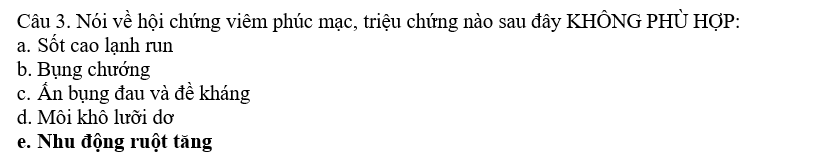 Câu 3. Nói về hội chứng viêm phúc mạc, triệu chứng nào sau đây KHÔNG PHÙ HỢP:
a. Sốt cao lạnh run
b. Bụng chướng
c. Ấn bụng đau và đề kháng
d. Môi khô lưỡi dơ
e. Nhu động ruột tăng